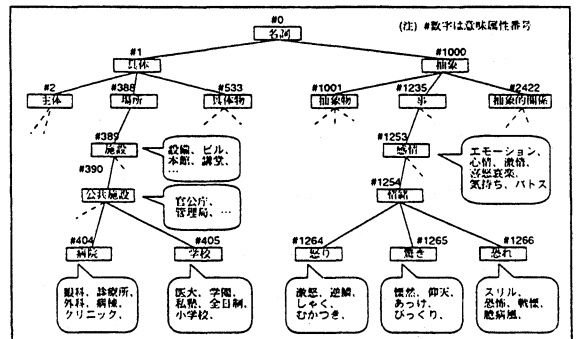 #0
名詞
(注) #数字は意味属性番号
#1
具体
#1000
抽象
#2
主体
#388
場所
#533
具体物
#1001
抽象物
#1235
事
#2422
抽象的関係
#389
施設
設備、ビル、
本館、講堂、
…
#1253
感情
エモーション、
心情、激情、
喜怒哀楽、
気持ち、パトス
#390
公共施設
官公庁、
管理局、…
#1254
情緒
#404
病院
#405
学校
#1264
怒り
#1265
驚き
#1266
恐れ
眼科、診療所、
外科、病棟、
クリニック、
医大、学園、
私塾、全日制、
小学校、
激怒、逆鱗、
しゃく、
むかつき、
慄然、仰天、
あっけ、
びっくり、
スリル、
恐怖、戦慄、
臆病風、